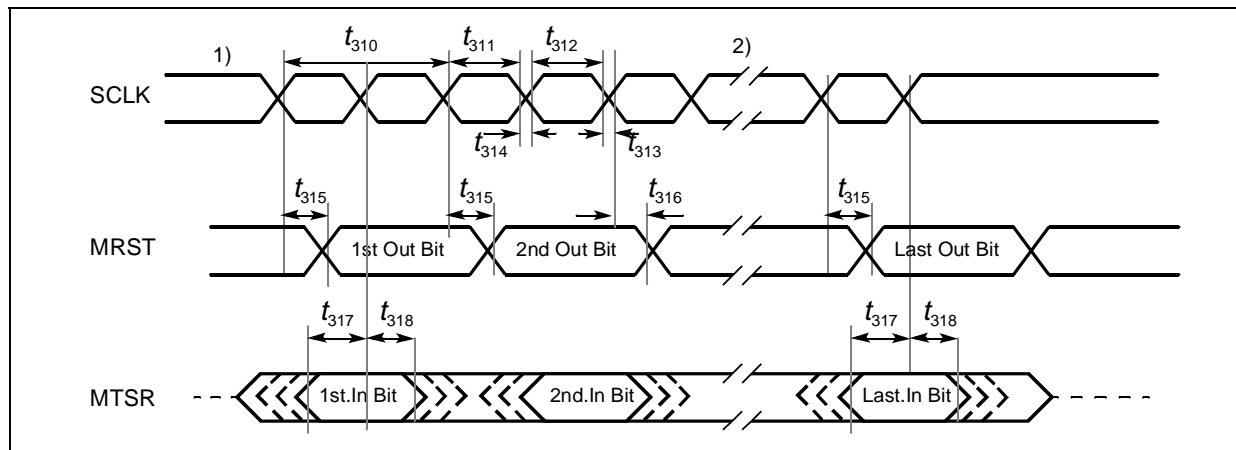 1) t310 t311 t312 2)
SCLK
t314 t313
t315 t315 t316 t315
MRST 1st Out Bit 2nd Out Bit Last Out Bit
t317 t318 t317 t318
MTSR 1st.In Bit 2nd.In Bit Last.In Bit